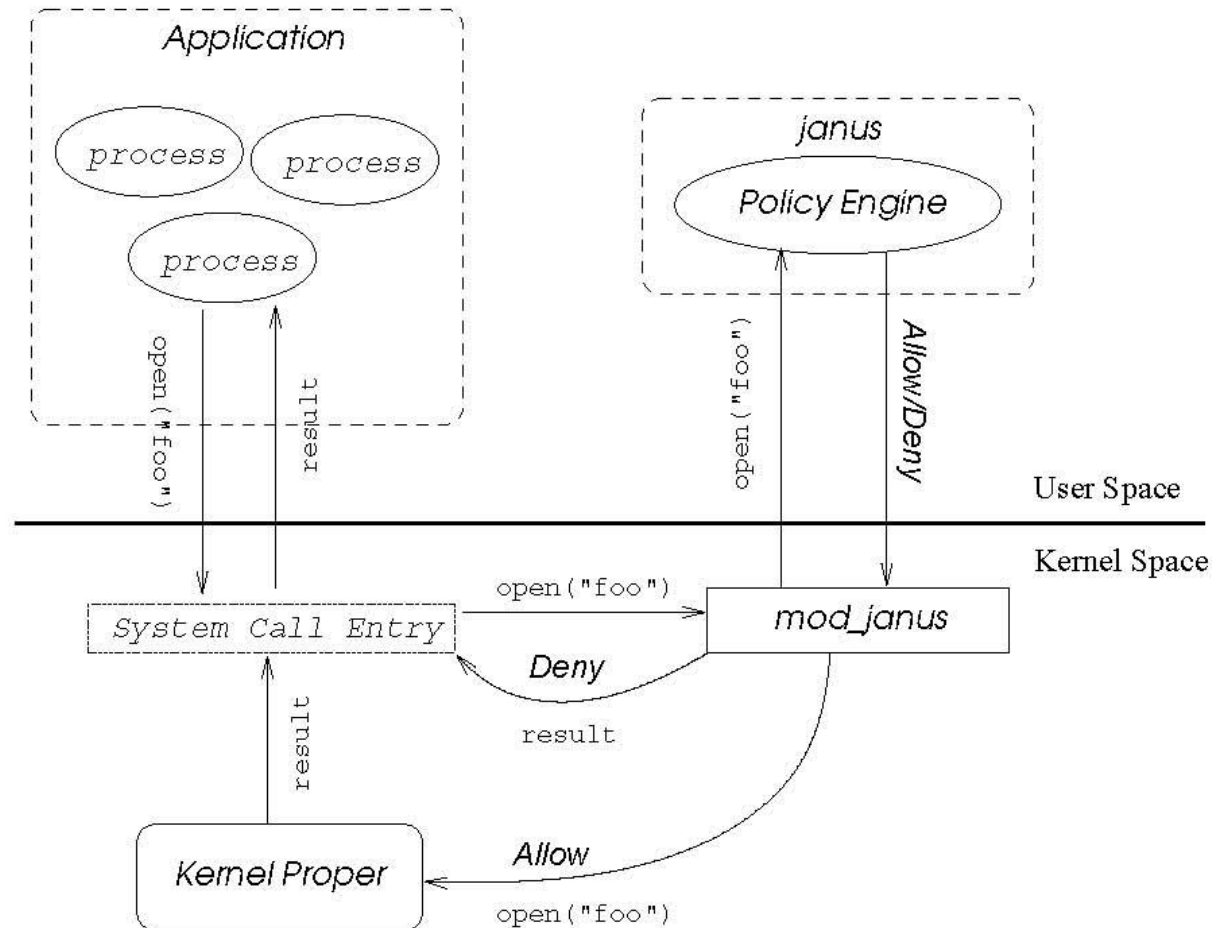 Application
process
process
process
janus
Policy Engine
open("foo")
result
open("foo")
Allow/Deny
User Space
Kernel Space
System Call Entry
open("foo")
mod_janus
Deny
result
result
Kernel Proper
Allow
open("foo")